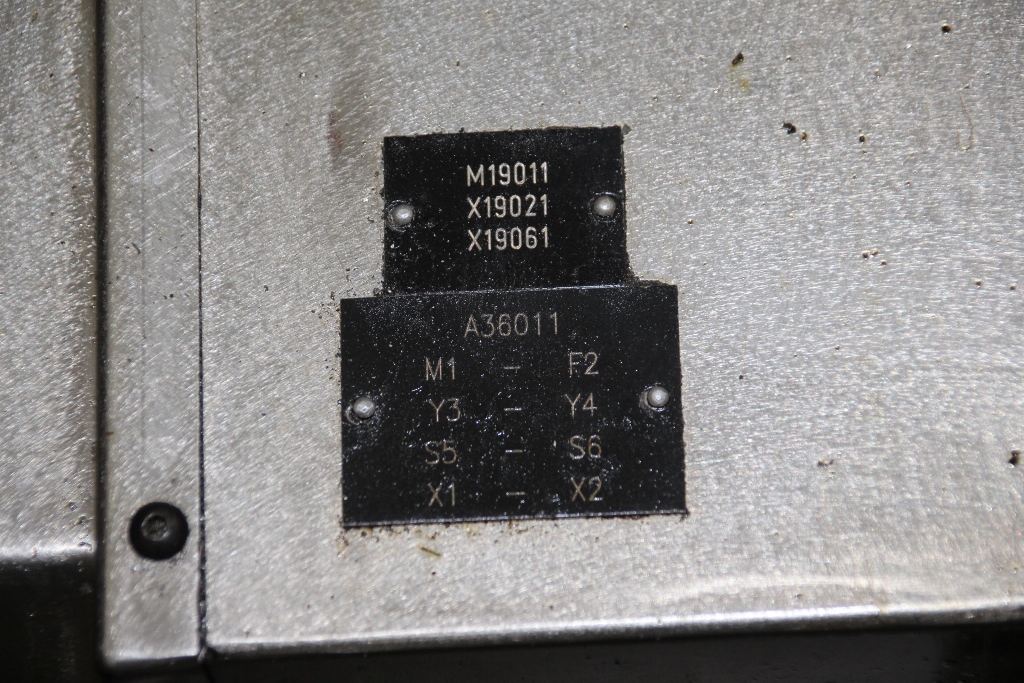 M19011
X19021
X19061
A36011
M1 - F2
Y3 - Y4
S5 - S6
X1 - X2